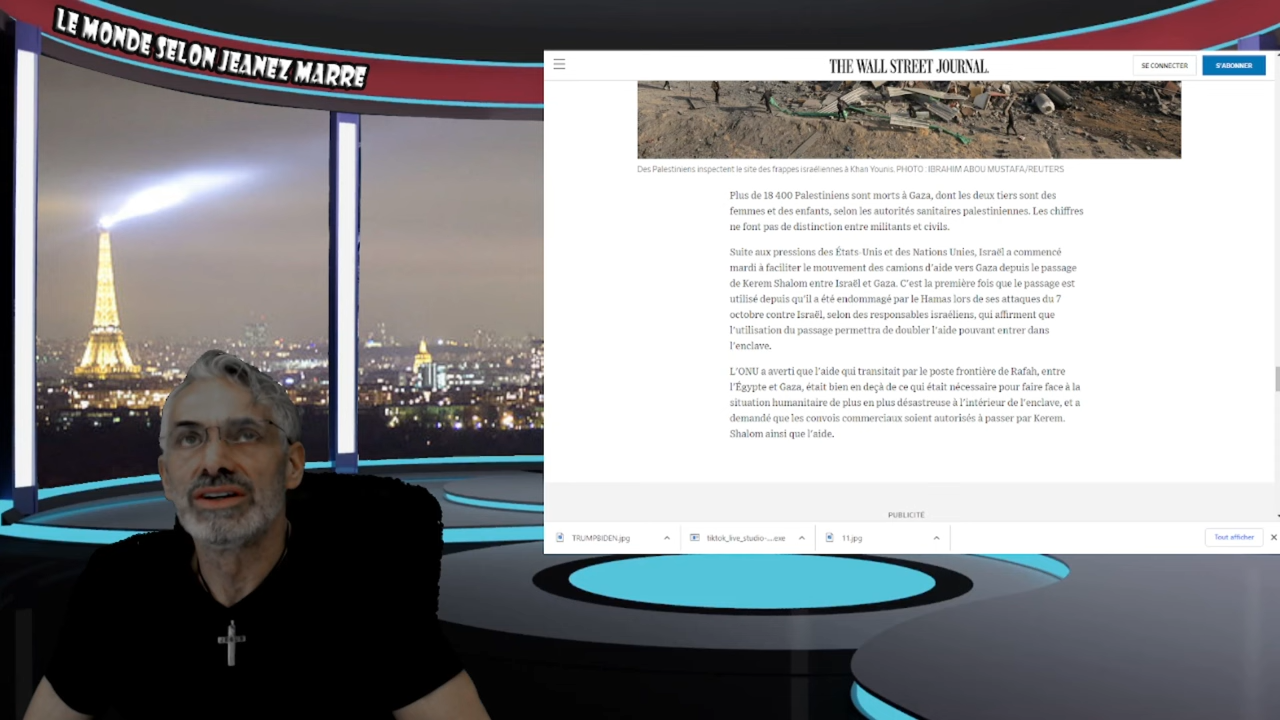 LE MONDE SELON JEANEZ MARRE
THE WALL STREET JOURNAL.
SE CONNECTER
S'ABONNER
Des Palestiniens inspectent le site des frappes israéliennes à Khan Younis. PHOTO : IBRAHIM ABOU MUSTAFA/REUTERS
Plus de 18 400 Palestiniens sont morts à Gaza, dont les deux tiers sont des
femmes et des enfants, selon les autorités sanitaires palestiniennes. Les chiffres
ne font pas de distinction entre militants et civils.
Suite aux pressions des États-Unis et des Nations Unies, Israël a commencé
mardi à faciliter le mouvement des camions d'aide vers Gaza depuis le passage
de Kerem Shalom entre Israël et Gaza. C'est la première fois que le passage est
utilisé depuis qu'il a été endommagé par le Hamas lors de ses attaques du 7
octobre contre Israël, selon des responsables israéliens, qui affirment que
l'utilisation du passage permettra de doubler l'aide pouvant entrer dans
l'enclave.
L'ONU a averti que l'aide qui transitait par le poste frontière de Rafah, entre
l'Égypte et Gaza, était bien en deçà de ce qui était nécessaire pour faire face à la
situation humanitaire de plus en plus désastreuse à l'intérieur de l'enclave, et a
demandé que les convois commerciaux soient autorisés à passer par Kerem.
Shalom ainsi que l'aide.
PUBLICITÉ
TRUMPBIDEN.jpg
tiktok_live_studio-....exe
11.jpg
Tout afficher